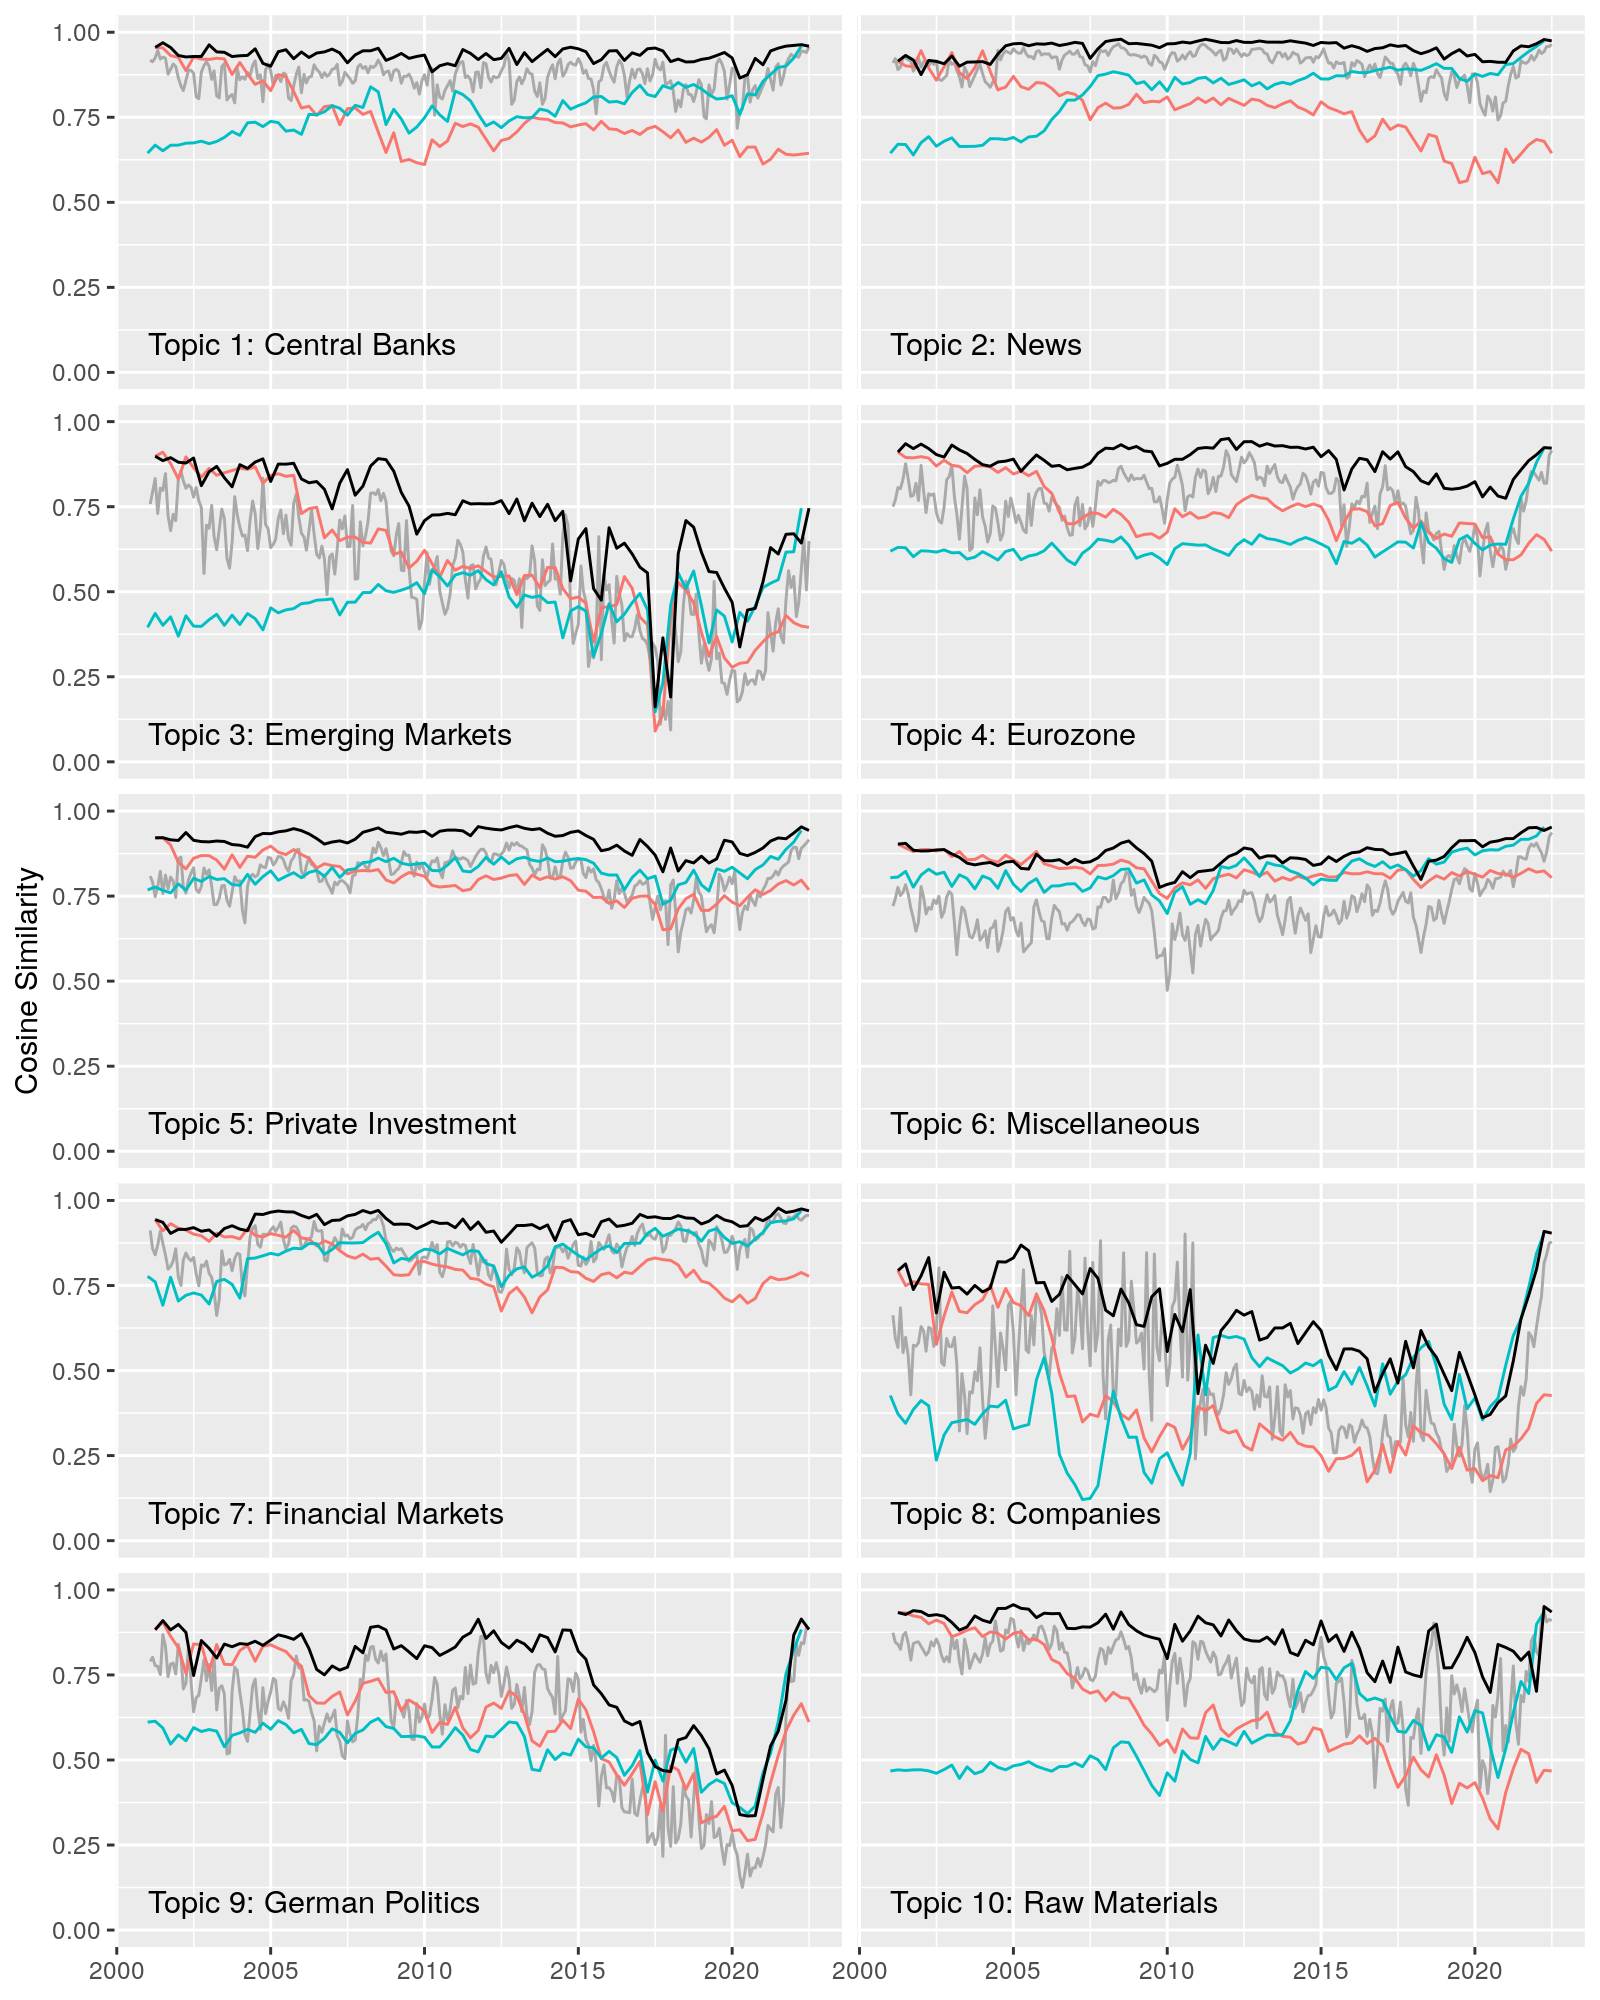 1.00
0.75
0.50
0.25
0.00
Topic 1: Central Banks
Topic 2: News
1.00
0.75
0.50
0.25
0.00
Topic 3: Emerging Markets
Topic 4: Eurozone
Cosine Similarity
1.00
0.75
0.50
0.25
0.00
Topic 5: Private Investment
Topic 6: Miscellaneous
1.00
0.75
0.50
0.25
0.00
Topic 7: Financial Markets
Topic 8: Companies
1.00
0.75
0.50
0.25
0.00
Topic 9: German Politics
Topic 10: Raw Materials
2000 2005 2010 2015 2020 2000 2005 2010 2015 2020